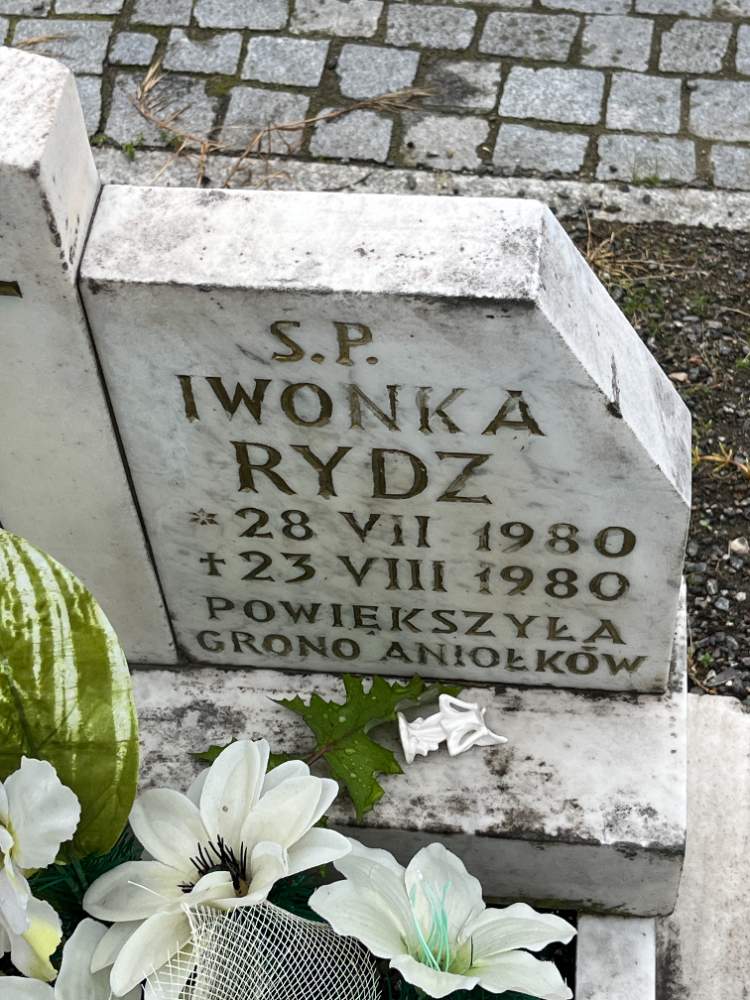 S.P.
IWONKA
RYDZ
* 28 VII 1980
† 23 VIII 1980
POWIĘKSZYŁA
GRONO ANIOŁKÓW